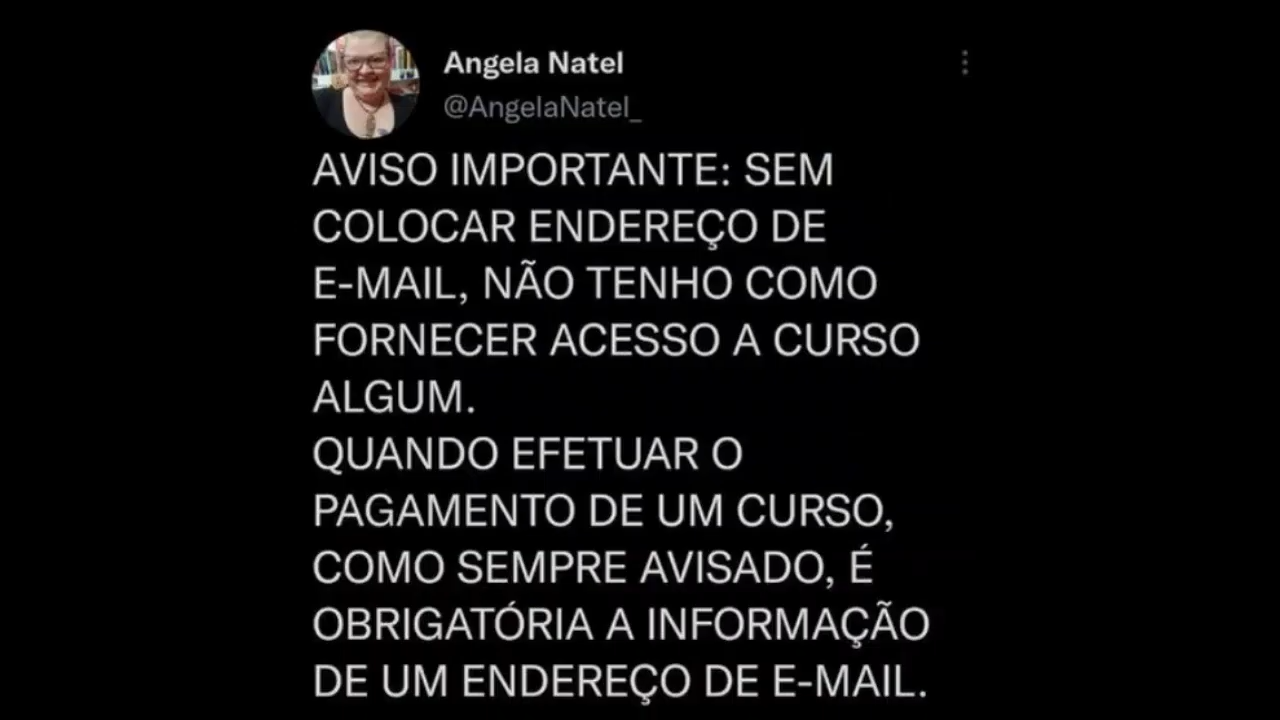 Angela Natel
@AngelaNatel_
AVISO IMPORTANTE: SEM
COLOCAR ENDEREÇO DE
E-MAIL, NÃO TENHO COMO
FORNECER ACESSO A CURSO
ALGUM.
QUANDO EFETUAR O
PAGAMENTO DE UM CURSO,
COMO SEMPRE AVISADO, É
OBRIGATÓRIA A INFORMAÇÃO
DE UM ENDEREÇO DE E-MAIL.